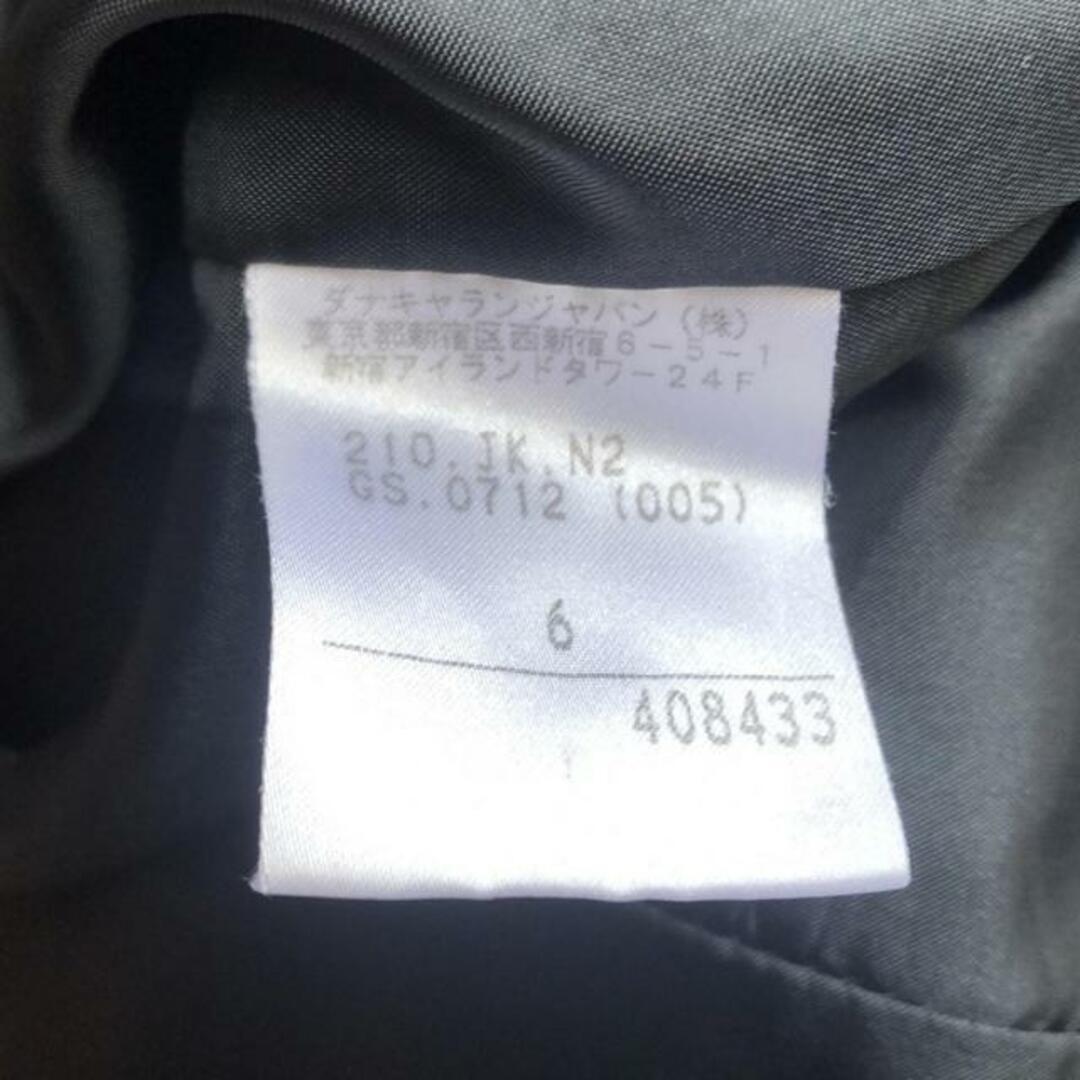 ダナキャランジャパン（株）
東京都新宿区西新宿６－５－１
新宿アイランドタワー２４Ｆ
210.JK.N2
GS.0712 (005)
6
408433